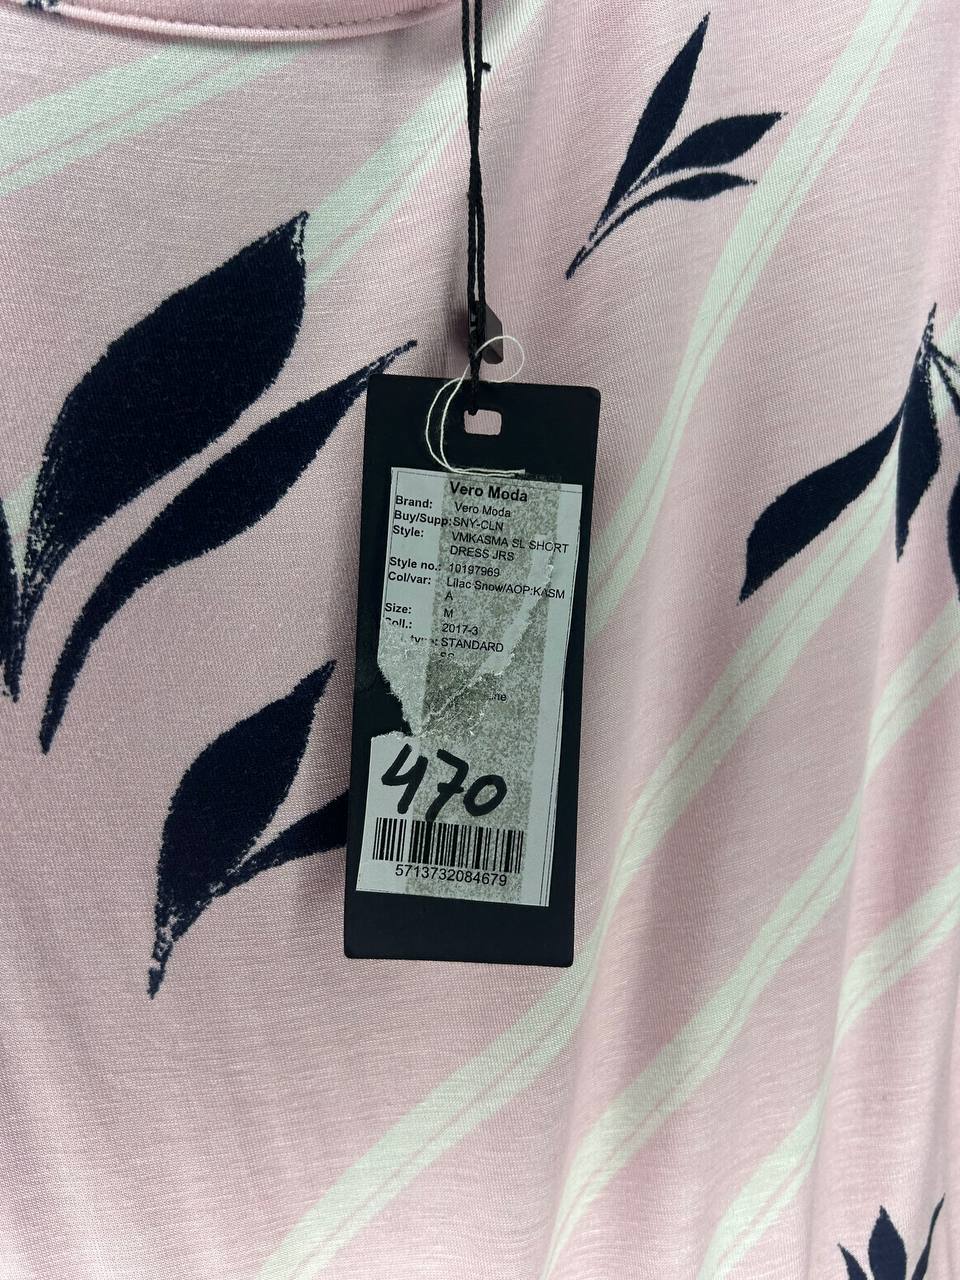 Vero Moda
Brand: Vero Moda
Buy/Supp: SNY-CLN
Style: VMKASMA SL SHORT
DRESS JRS
Style no.: 10197969
Col/var: Lilac Snow/AOP:KASM
A
Size: M
Coll.: 2017-3
STANDARD
470
5713732084679